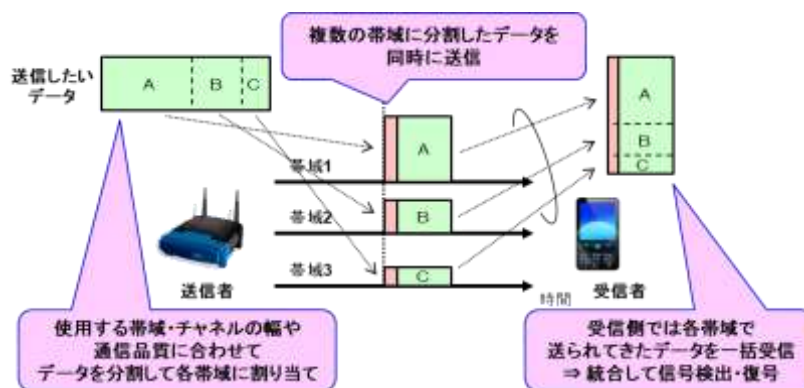 複数の帯域に分割したデータを
同時に送信
送信したい
データ
A
B
C
A
B
C
帯域1
A
帯域2
B
帯域3
C
時間
送信者
受信者
使用する帯域・チャネルの幅や
通信品質に合わせて
データを分割して各帯域に割り当て
受信側では各帯域で
送られてきたデータを一括受信
⇒ 統合して信号検出・復号